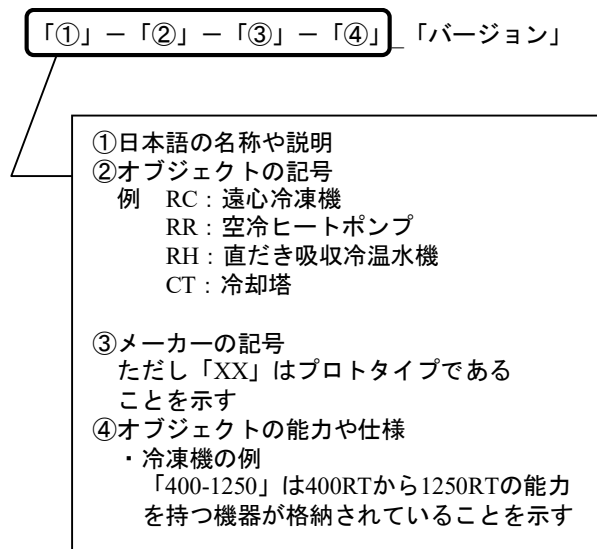 「①」－「②」－「③」－「④」_「バージョン」
①日本語の名称や説明
②オブジェクトの記号
例　RC：遠心冷凍機
RR：空冷ヒートポンプ
RH：直だき吸収冷温水機
CT：冷却塔
③メーカーの記号
ただし「XX」はプロトタイプである
ことを示す
④オブジェクトの能力や仕様
・冷凍機の例
「400-1250」は400RTから1250RTの能力
を持つ機器が格納されていることを示す